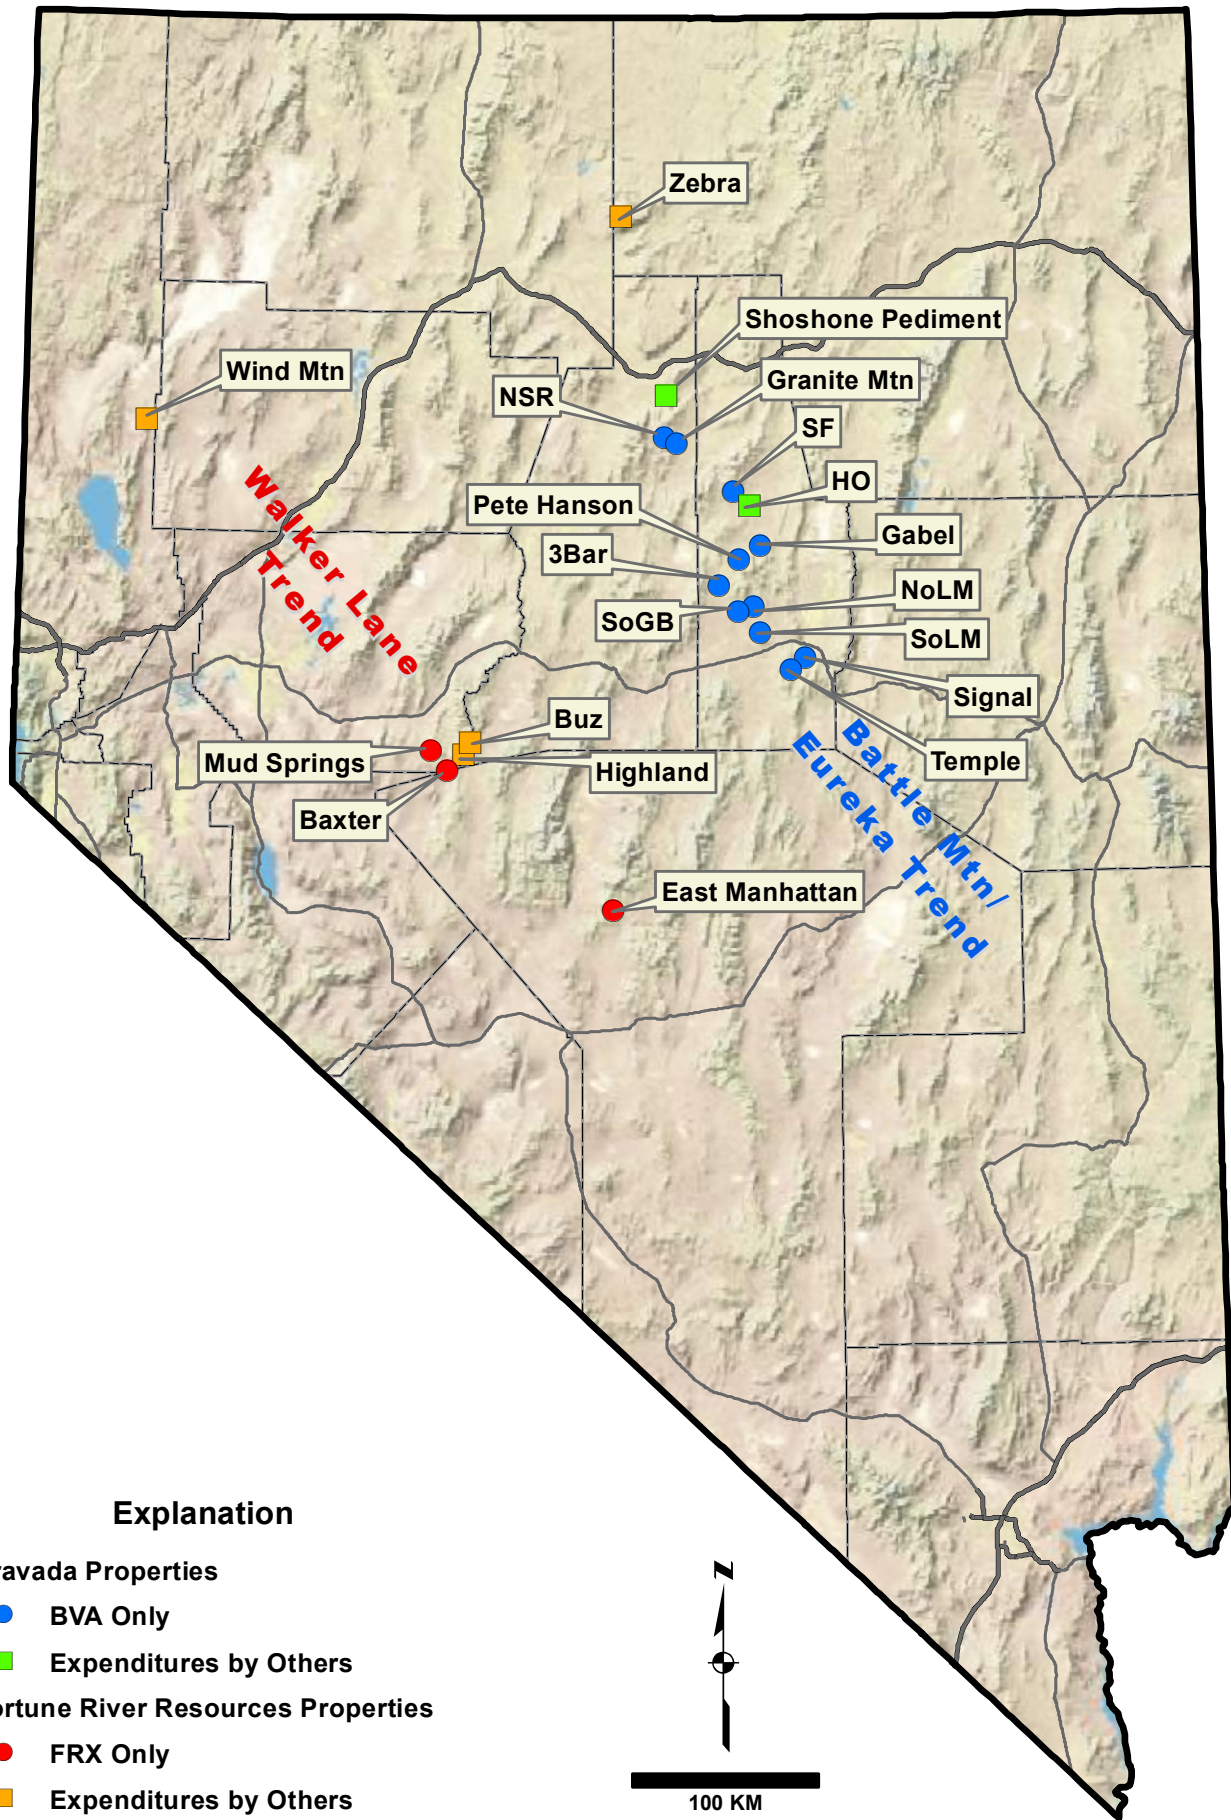 Zebra
Shoshone Pediment
Wind Mtn
Granite Mtn
NSR
SF
HO
Pete Hanson
Gabel
3Bar
NoLM
SoGB
SoLM
Walker Lane
Trend
Signal
Buz
Mud Springs
Highland
Temple
Baxter
Battle Mtn/
Eureka Trend
East Manhattan
Explanation
ravada Properties
BVA Only
Expenditures by Others
ortune River Resources Properties
FRX Only
Expenditures by Others
N
100 KM